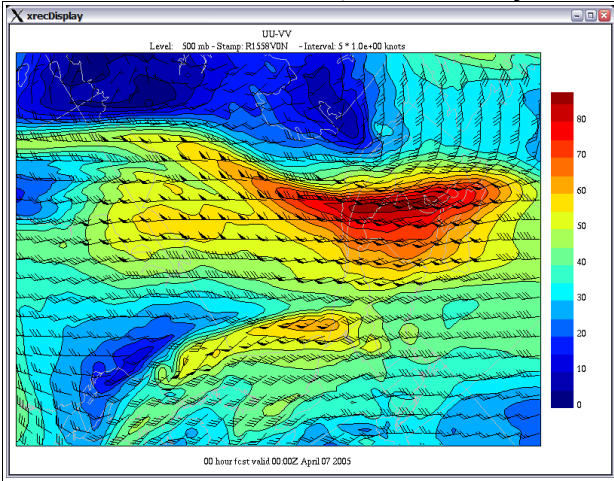 xrecDisplay
UU-VV
Level: 500 mb - Stamp: R1558V0N - Interval: 5 * 1.0e+00 knots
80
70
60
50
40
30
20
10
0
00 hour fcst valid 00:00Z April 07 2005